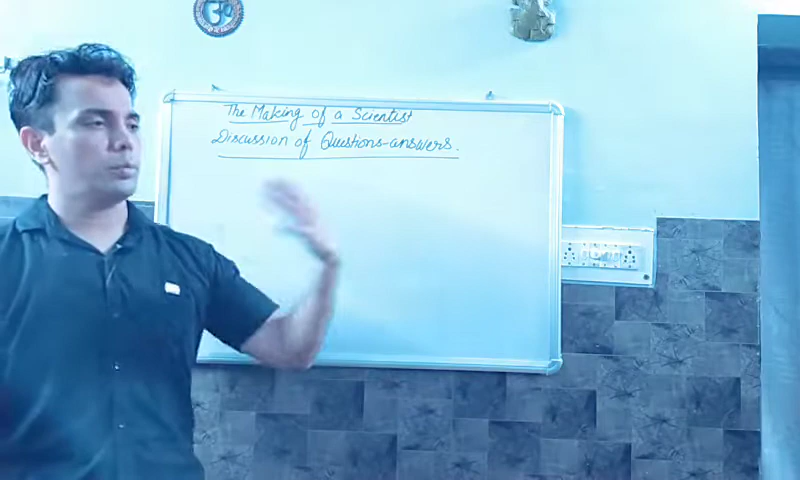 The Making of a Scientist
Discussion of Questions-answers.
ॐ